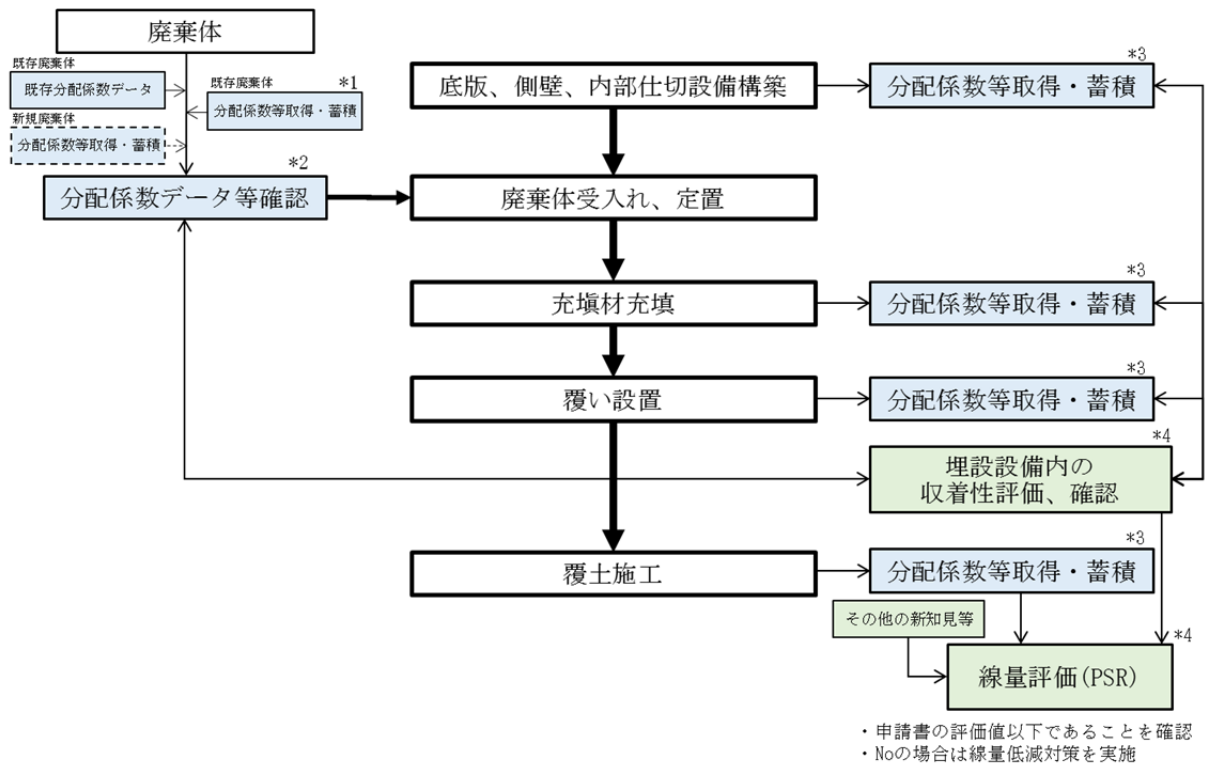 廃棄体
既存廃棄体
既存分配係数データ
既存廃棄体 *1
分配係数等取得・蓄積
新規廃棄体
分配係数等取得・蓄積
*2
分配係数データ等確認
底版、側壁、内部仕切設備構築
*3
分配係数等取得・蓄積
廃棄体受入れ、定置
充塡材充填
*3
分配係数等取得・蓄積
覆い設置
*3
分配係数等取得・蓄積
*4
埋設設備内の
収着性評価、確認
覆土施工
*3
分配係数等取得・蓄積
その他の新知見等
*4
線量評価(PSR)
・申請書の評価値以下であることを確認
・Noの場合は線量低減対策を実施